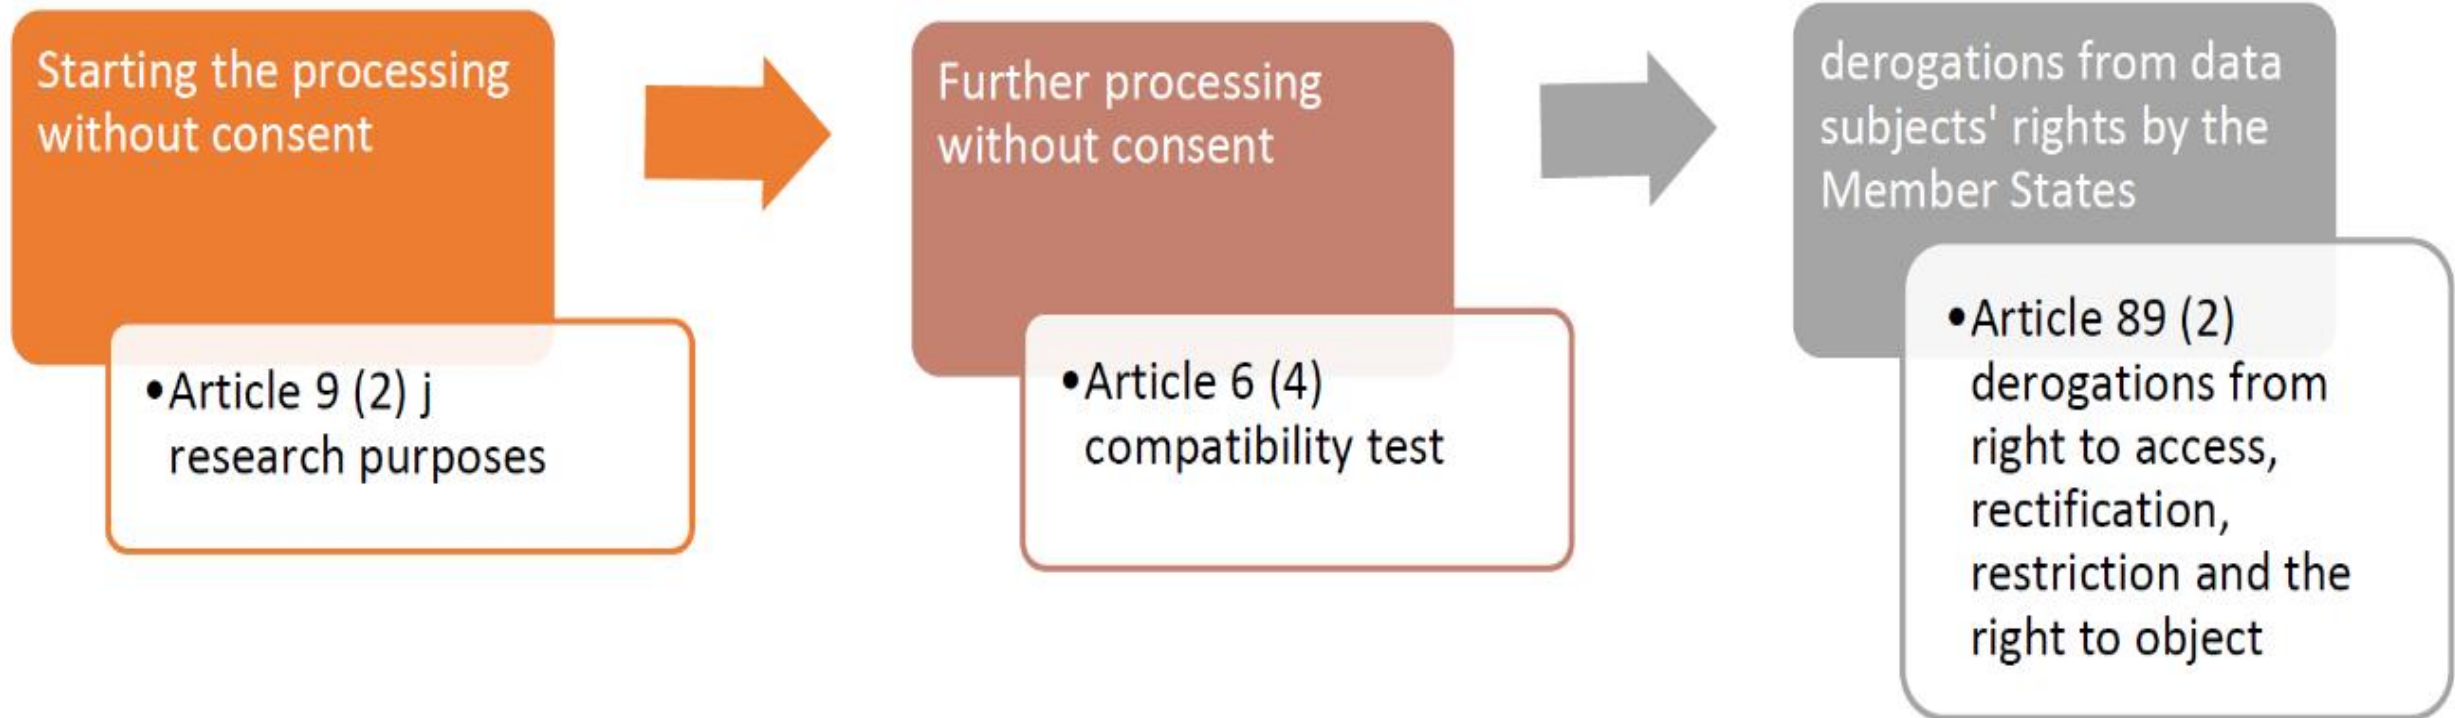 Starting the processing
without consent
•Article 9 (2) j
research purposes
Further processing
without consent
•Article 6 (4)
compatibility test
derogations from data
subjects' rights by the
Member States
•Article 89 (2)
derogations from
right to access,
rectification,
restriction and the
right to object